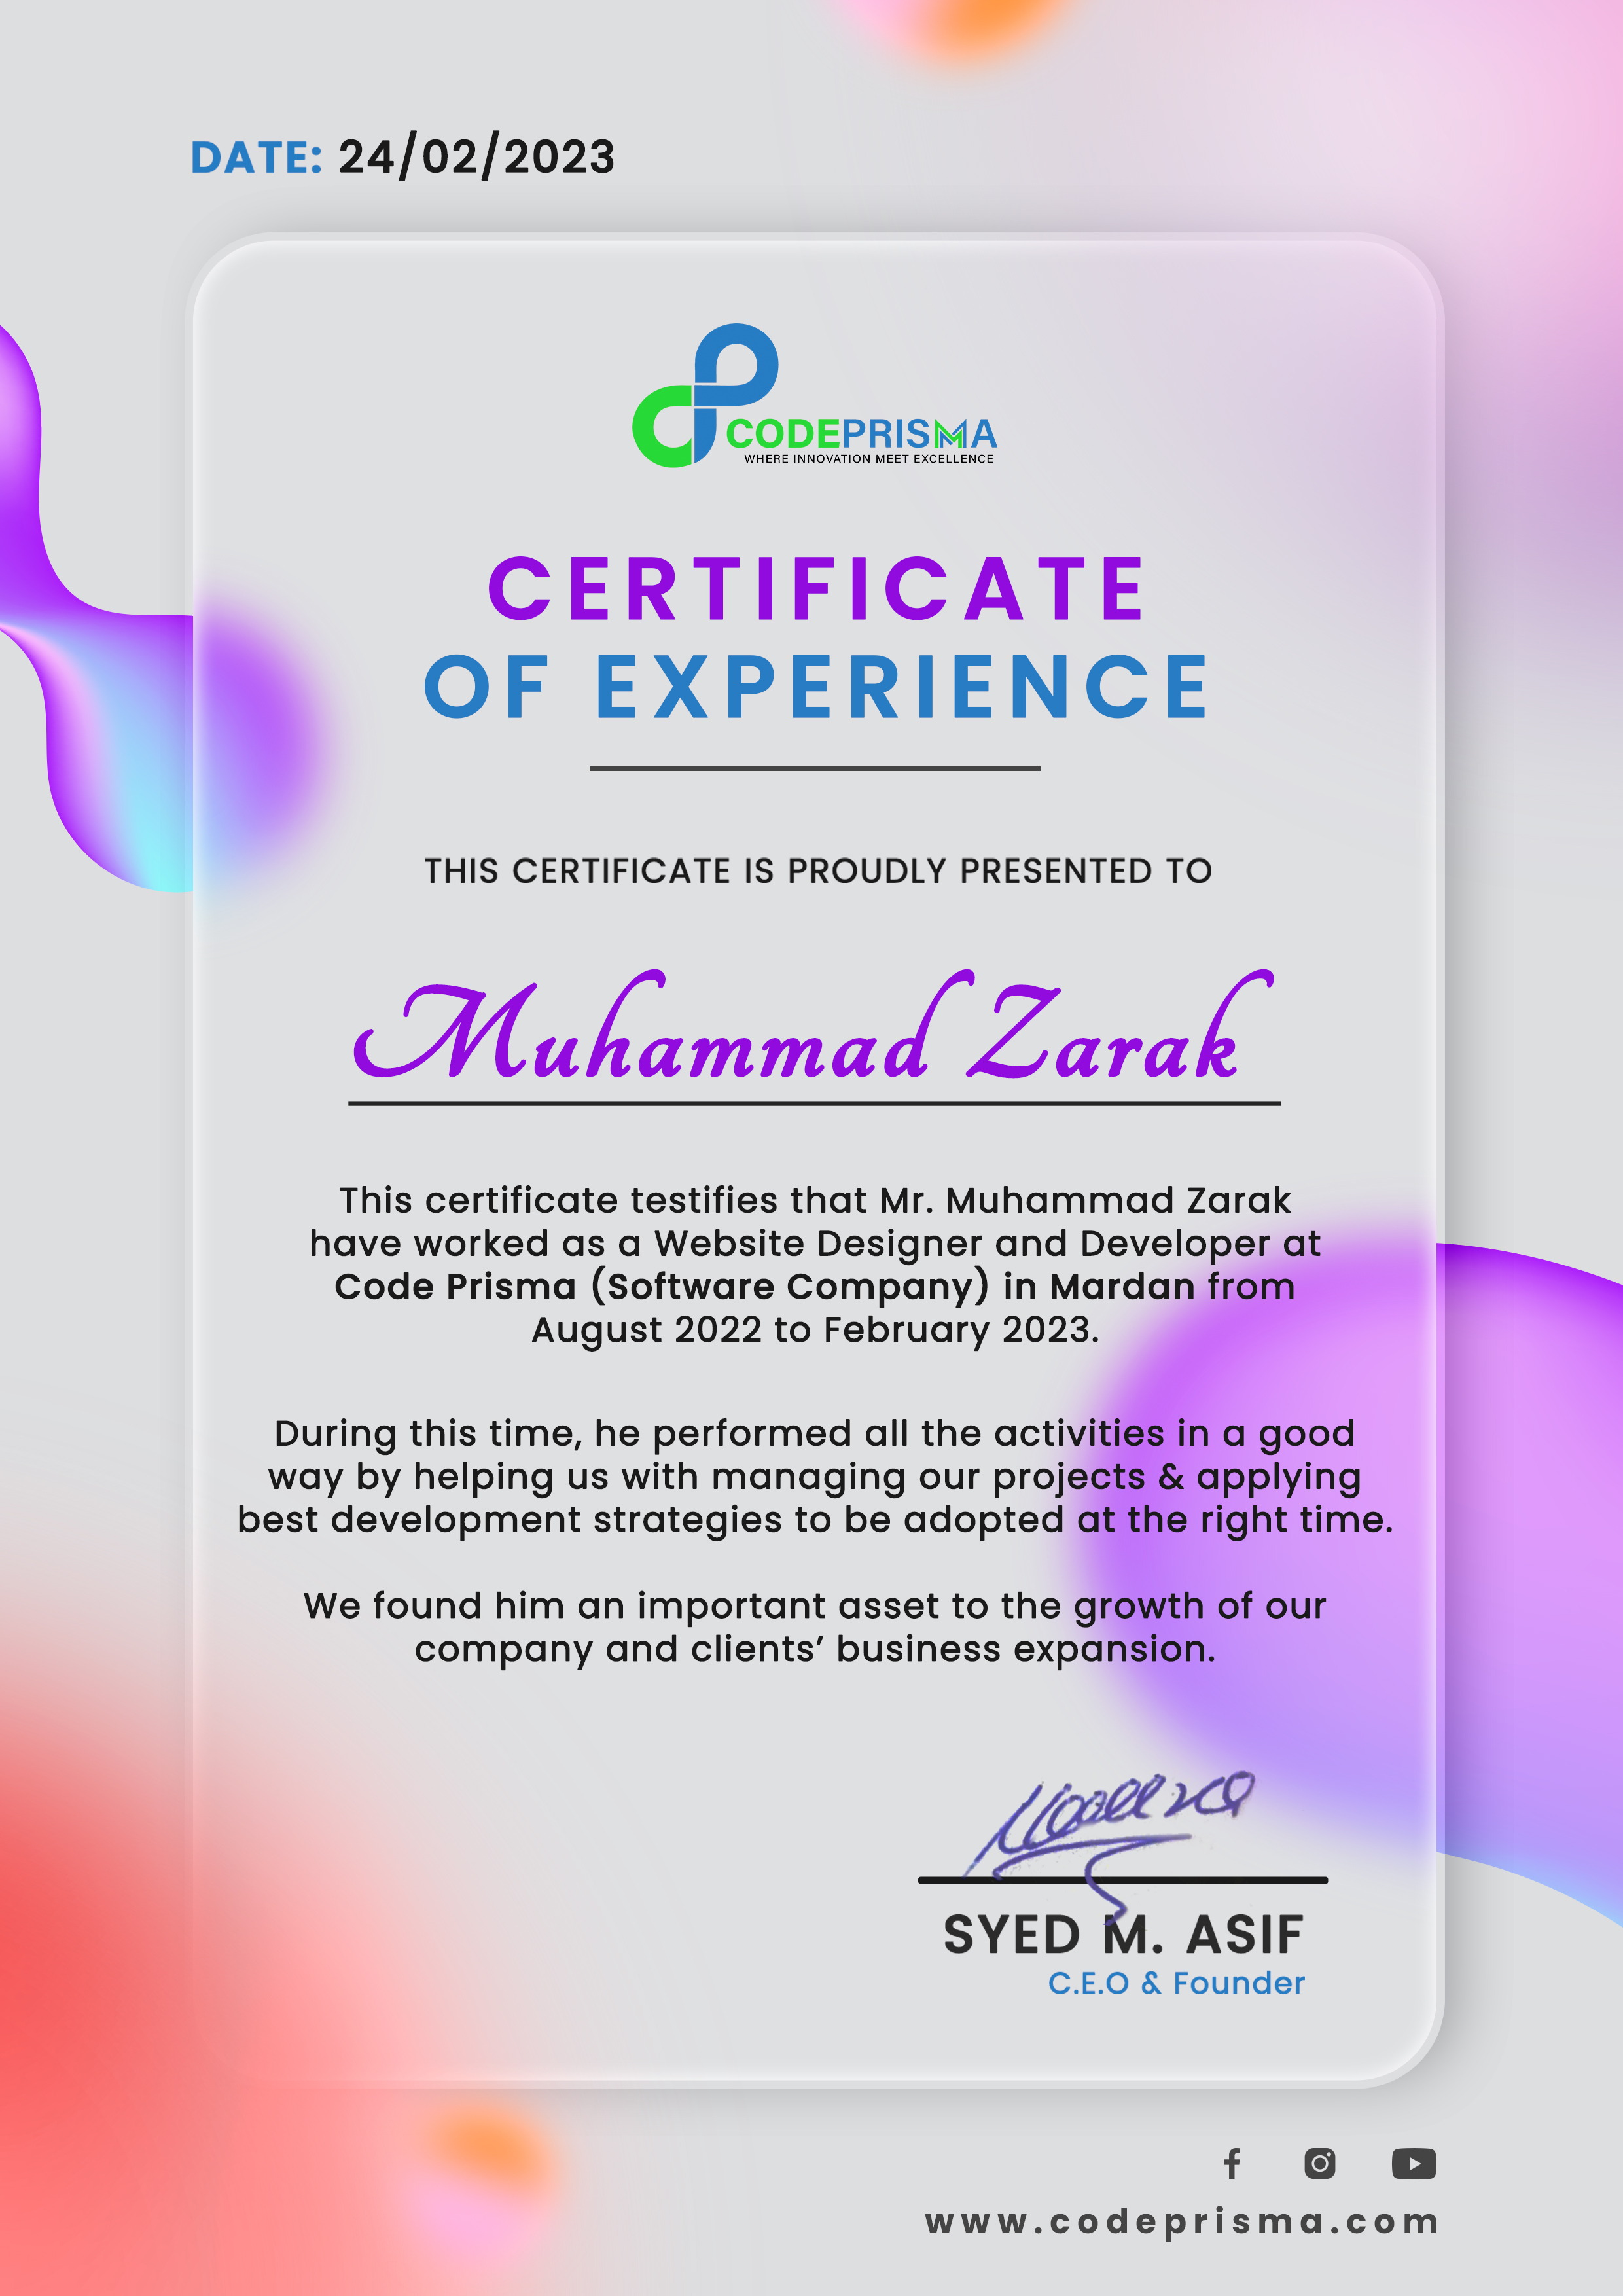 DATE: 24/02/2023
CODEPRISMA
WHERE INNOVATION MEET EXCELLENCE
CERTIFICATE
OF EXPERIENCE
THIS CERTIFICATE IS PROUDLY PRESENTED TO
Muhammad Zarak
This certificate testifies that Mr. Muhammad Zarak
have worked as a Website Designer and Developer at
Code Prisma (Software Company) in Mardan from
August 2022 to February 2023.
During this time, he performed all the activities in a good
way by helping us with managing our projects & applying
best development strategies to be adopted at the right time.
We found him an important asset to the growth of our
company and clients’ business expansion.
SYED M. ASIF
C.E.O & Founder
www.codeprisma.com